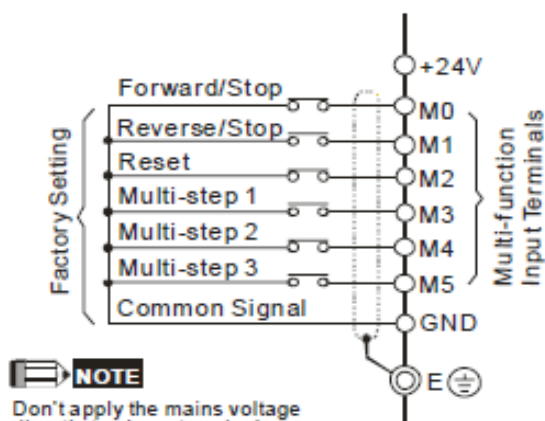 +24V
Forward/Stop
M0
Reverse/Stop
M1
Reset
M2
Multi-step 1
M3
Multi-step 2
M4
Multi-step 3
M5
Common Signal
GND
Factory Setting
Multi-function
Input Terminals
E
NOTE
Don't apply the mains voltage